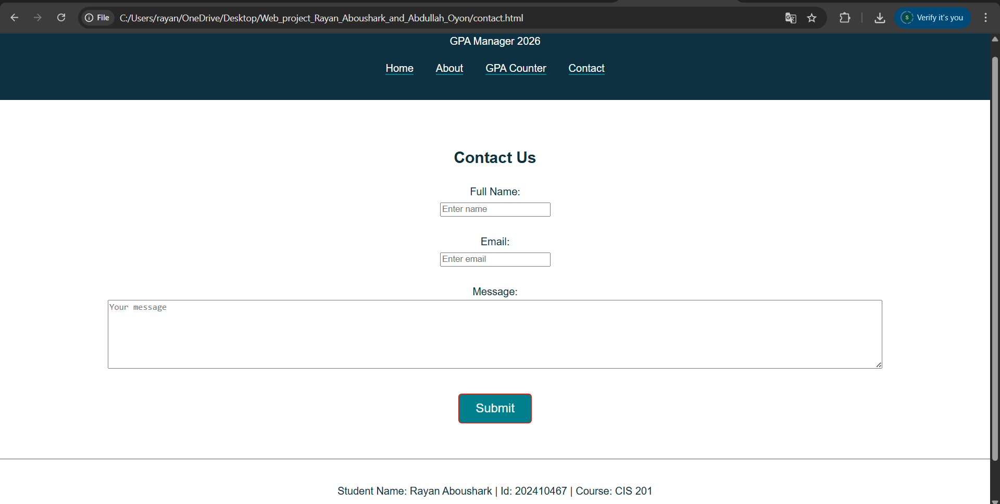 File C:/Users/rayan/OneDrive/Desktop/Web_project_Rayan_Aboushark_and_Abdullah_Oyon/contact.html S Verify it's you
GPA Manager 2026
Home About GPA Counter Contact
Contact Us
Full Name:
Enter name
Email:
Enter email
Message:
Your message
Submit
Student Name: Rayan Aboushark | Id: 202410467 | Course: CIS 201